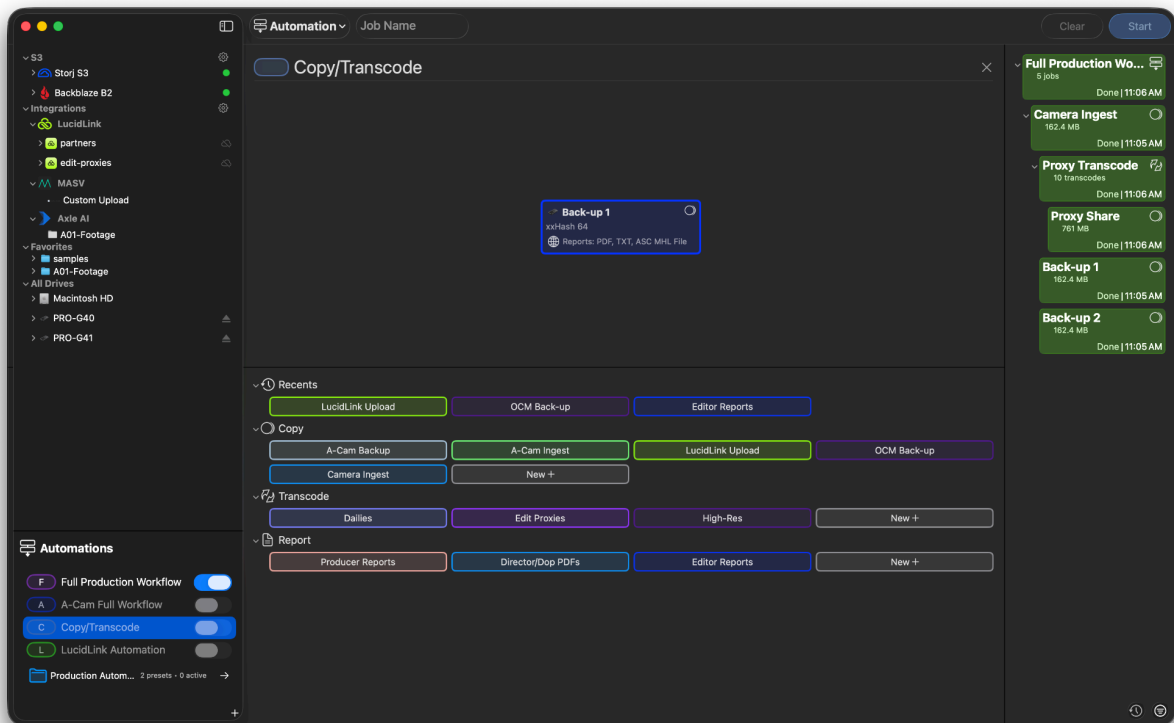 Automation
Job Name
Clear
Start
S3
Storj S3
Backblaze B2
Integrations
LucidLink
partners
edit-proxies
MASV
Custom Upload
Axle AI
A01-Footage
Favorites
samples
A01-Footage
All Drives
Macintosh HD
PRO-G40
PRO-G41
Automations
F Full Production Workflow
A A-Cam Full Workflow
C Copy/Transcode
L LucidLink Automation
Production Autom... 2 presets - 0 active
Copy/Transcode
Back-up 1
xxHash 64
Reports: PDF, TXT, ASC MHL File
Recents
LucidLink Upload OCM Back-up Editor Reports
Copy
A-Cam Backup A-Cam Ingest LucidLink Upload OCM Back-up
Camera Ingest New +
Transcode
Dailies Edit Proxies High-Res New +
Report
Producer Reports Director/Dop PDFs Editor Reports New +
Full Production Wo...
5 jobs
Done | 11:06 AM
Camera Ingest
162.4 MB
Done | 11:05 AM
Proxy Transcode
10 transcodes
Done | 11:06 AM
Proxy Share
761 MB
Done | 11:06 AM
Back-up 1
162.4 MB
Done | 11:05 AM
Back-up 2
162.4 MB
Done | 11:05 AM